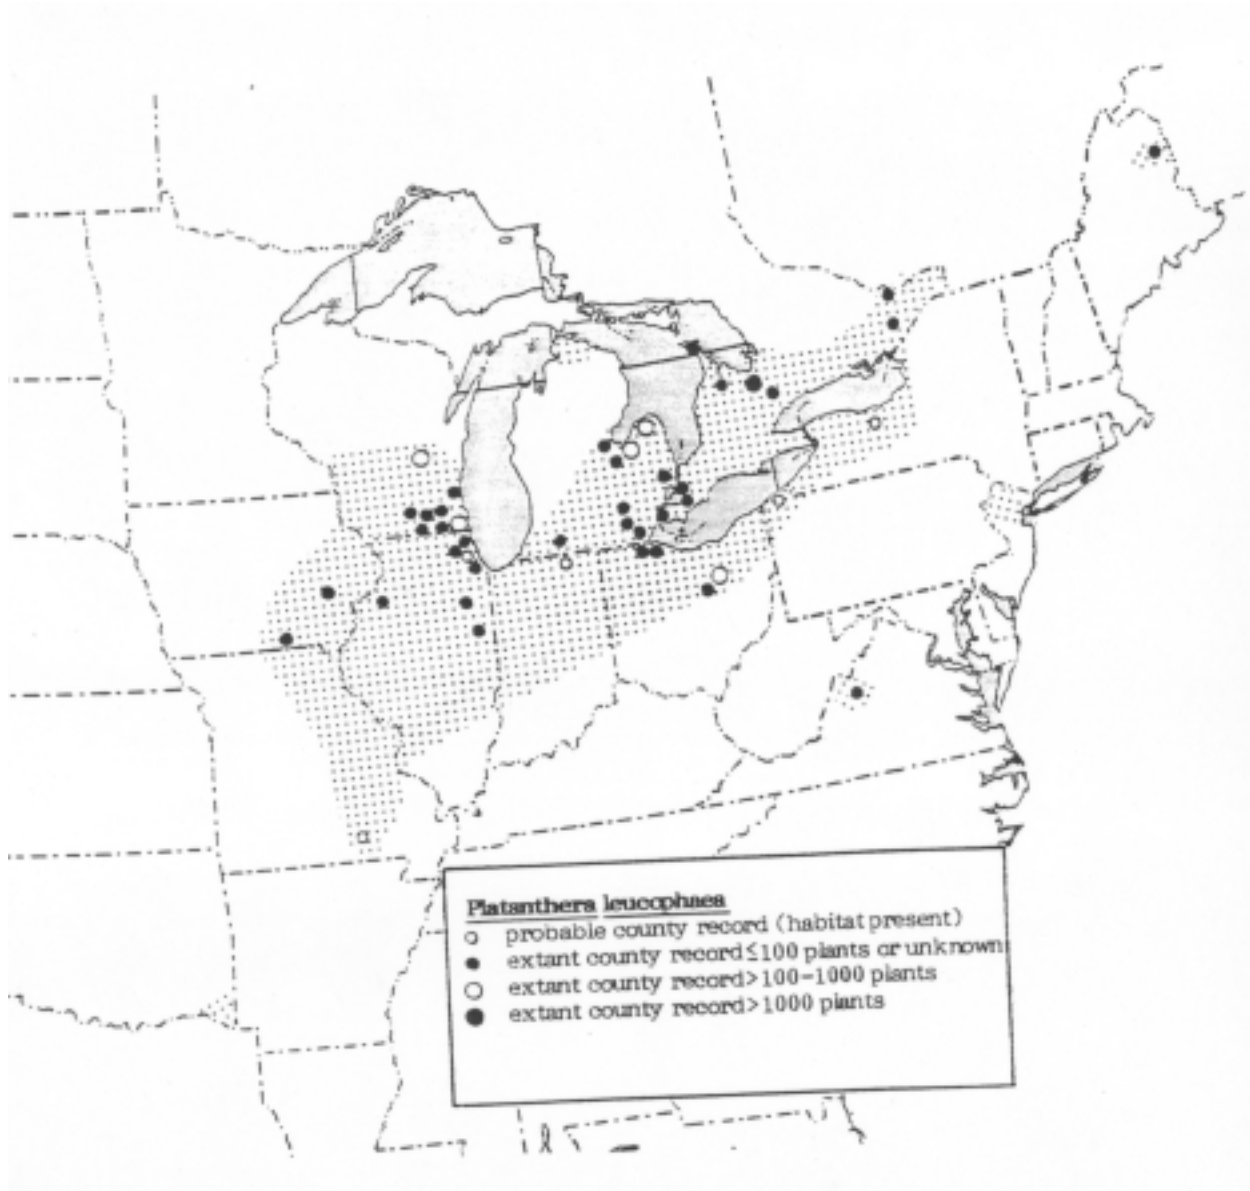 Platanthera leucophaea
probable county record (habitat present)
extant county record≤100 plants or unknown
extant county record>100-1000 plants
extant county record>1000 plants